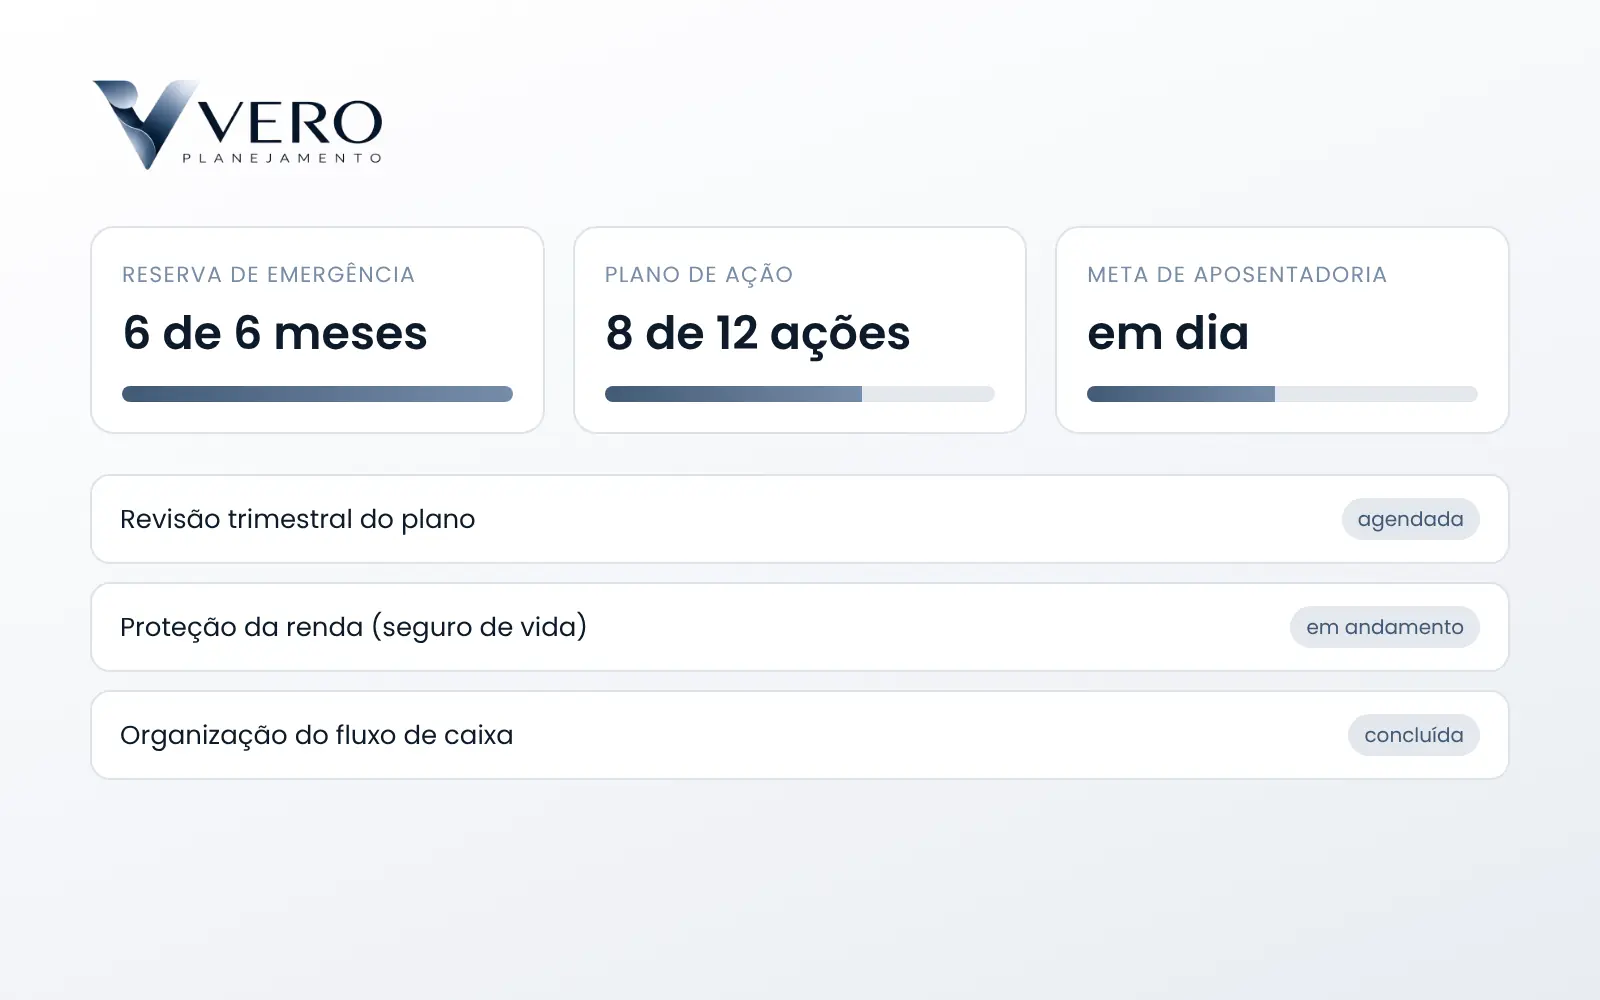 VERO
PLANEJAMENTO
RESERVA DE EMERGÊNCIA
6 de 6 meses
PLANO DE AÇÃO
8 de 12 ações
META DE APOSENTADORIA
em dia
Revisão trimestral do plano
agendada
Proteção da renda (seguro de vida)
em andamento
Organização do fluxo de caixa
concluída